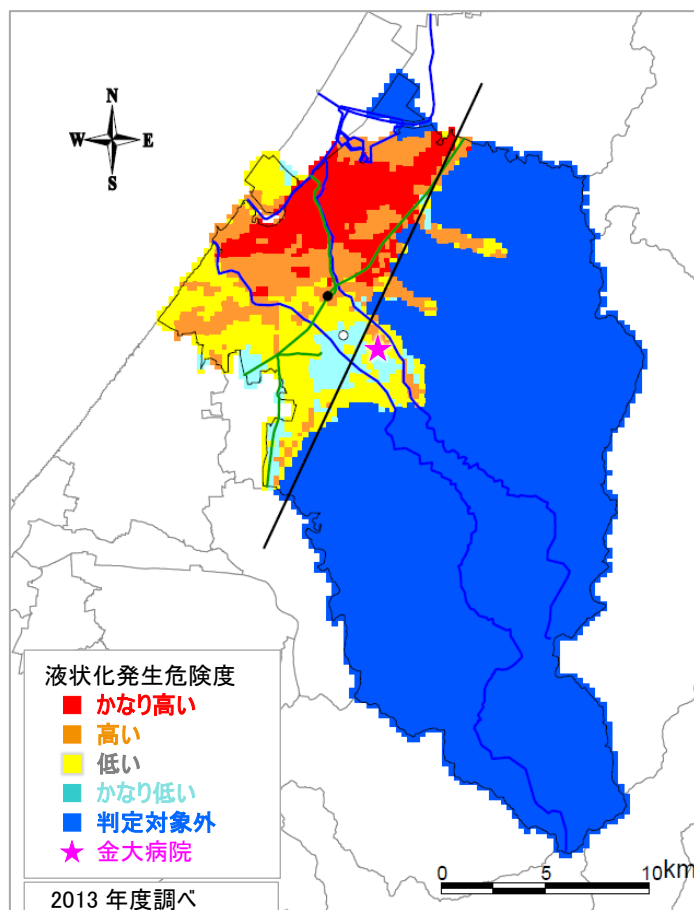 N
W E
S
液状化発生危険度
かなり高い
高い
低い
かなり低い
判定対象外
金大病院
2013 年度調べ
0 5 10km